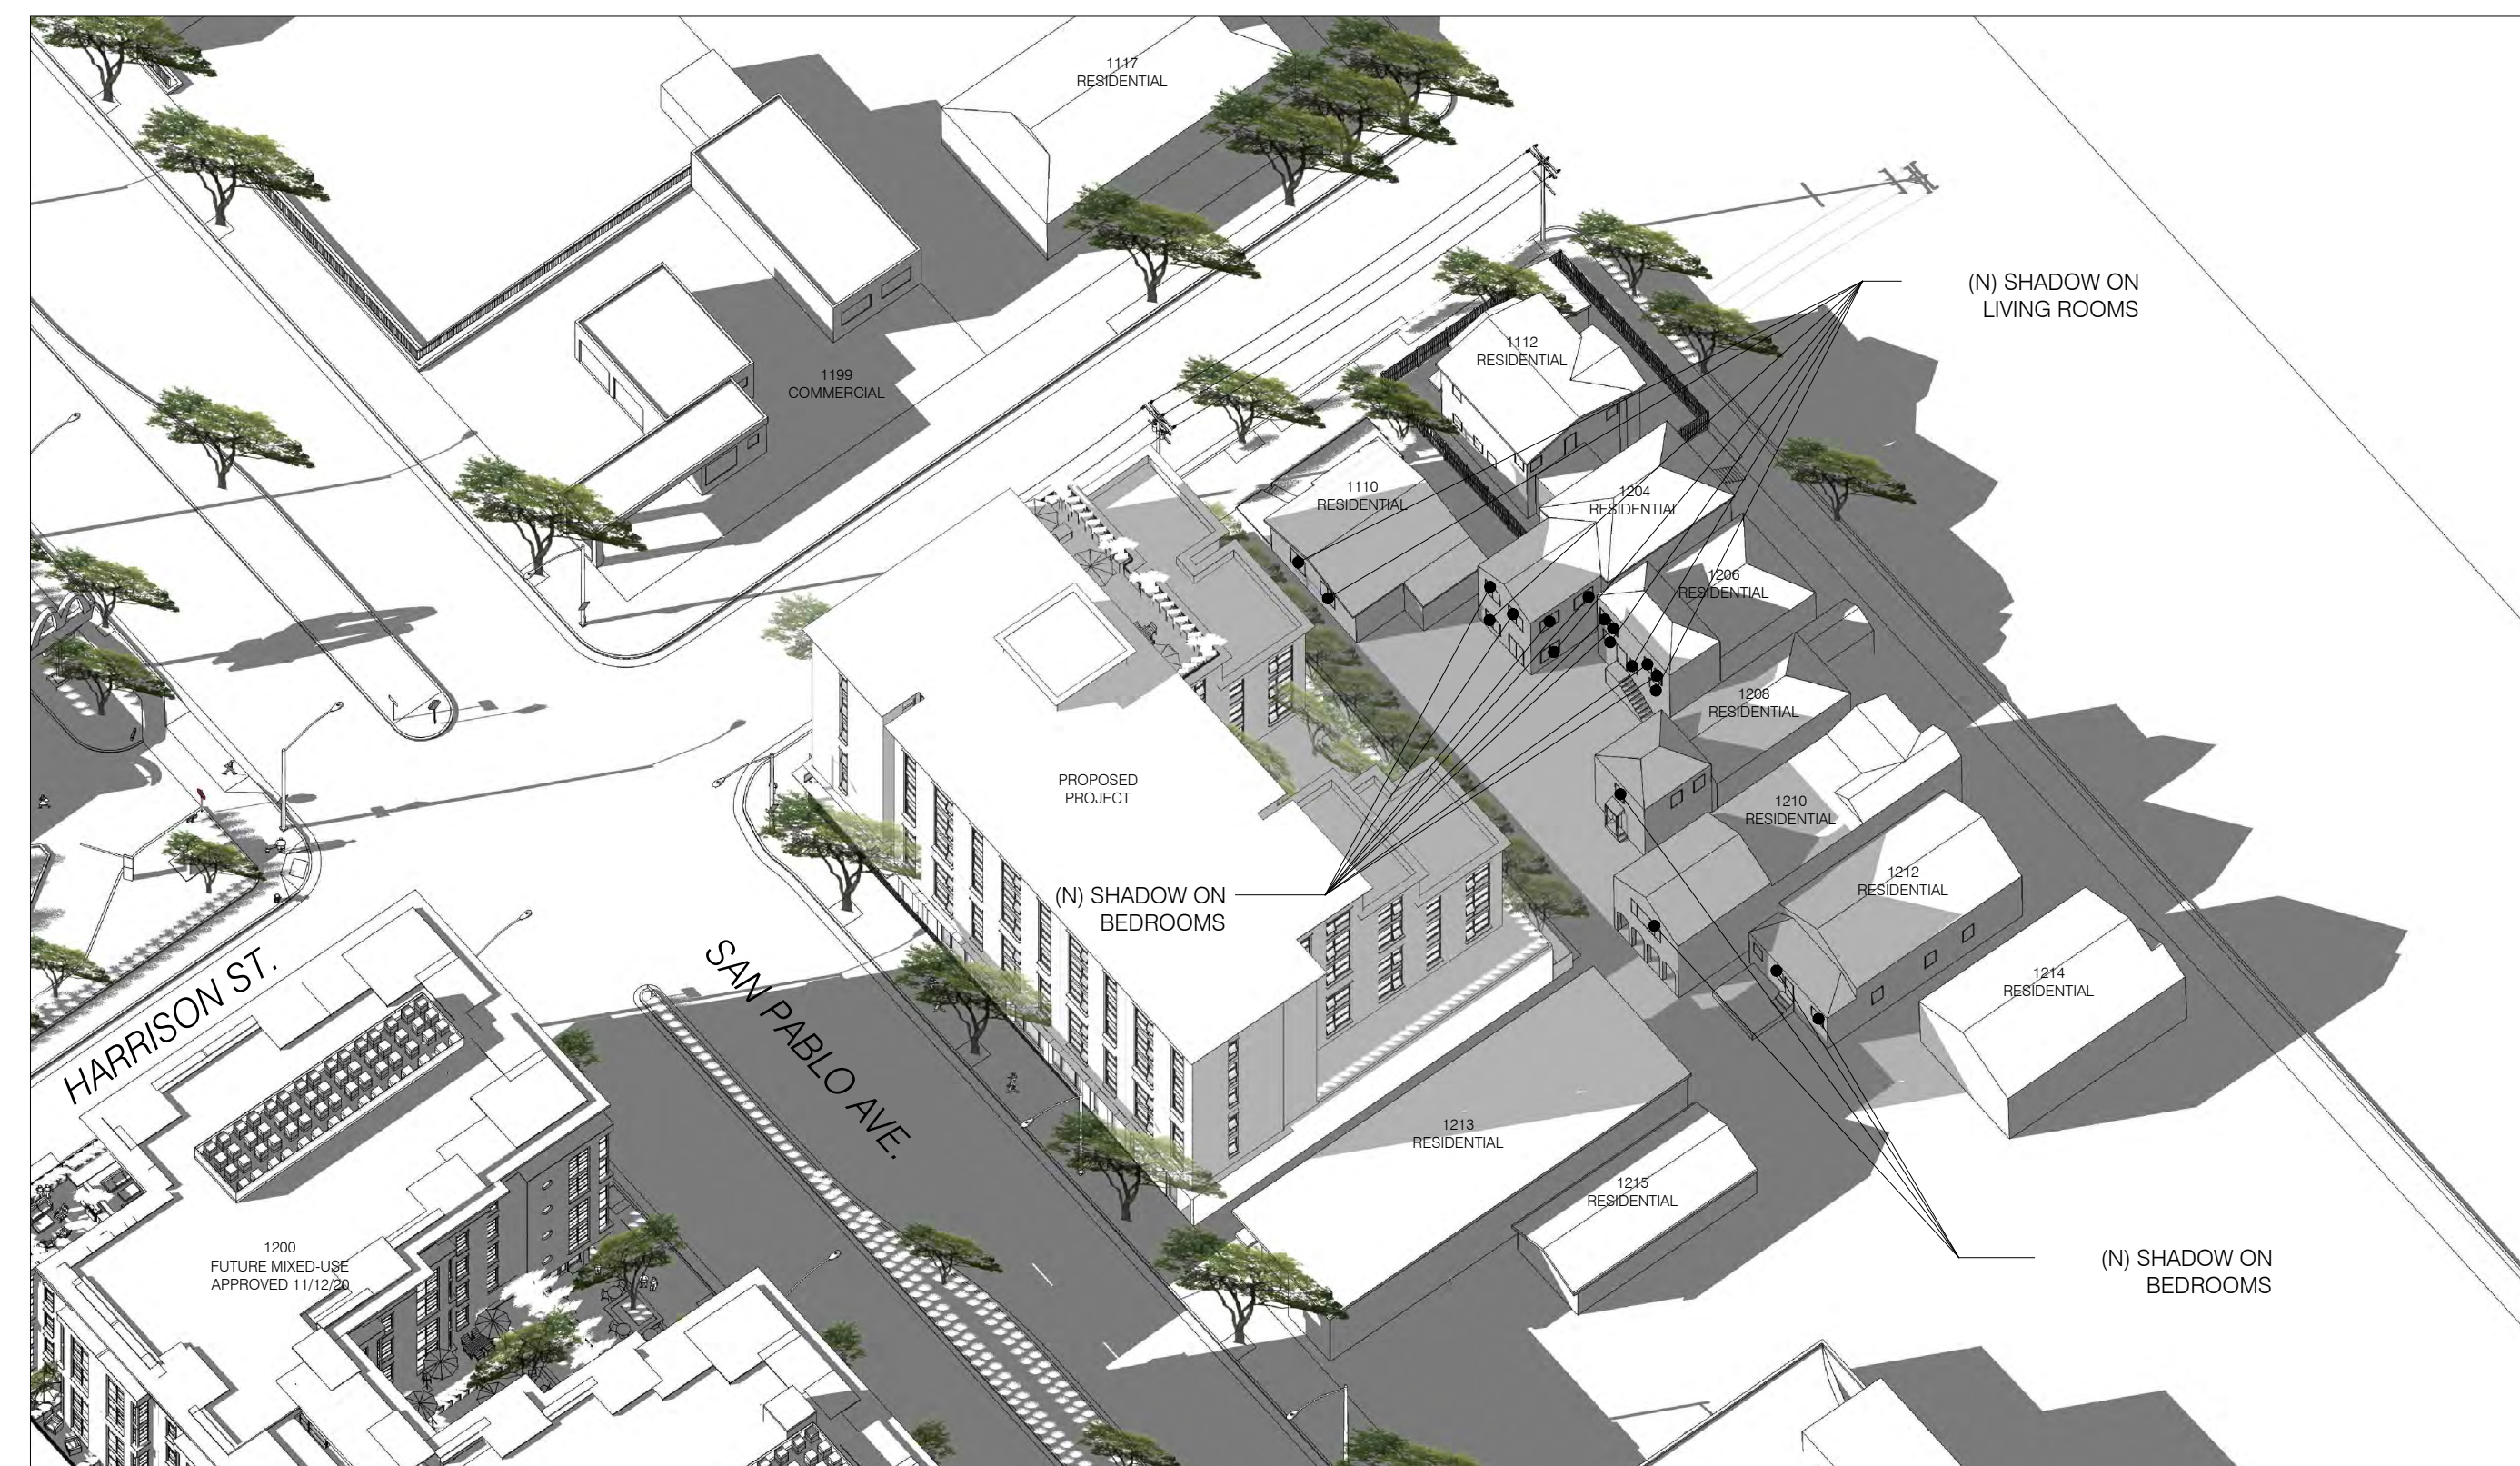 1117
RESIDENTIAL
(N) SHADOW ON
LIVING ROOMS
1112
RESIDENTIAL
1199
COMMERCIAL
1110
RESIDENTIAL
1204
RESIDENTIAL
1206
RESIDENTIAL
1208
RESIDENTIAL
PROPOSED
PROJECT
1210
RESIDENTIAL
1212
RESIDENTIAL
(N) SHADOW ON
BEDROOMS
HARRISON ST.
SAN PABLO AVE.
1214
RESIDENTIAL
1213
RESIDENTIAL
1215
RESIDENTIAL
1200
FUTURE MIXED-USE
APPROVED 11/12/20
(N) SHADOW ON
BEDROOMS